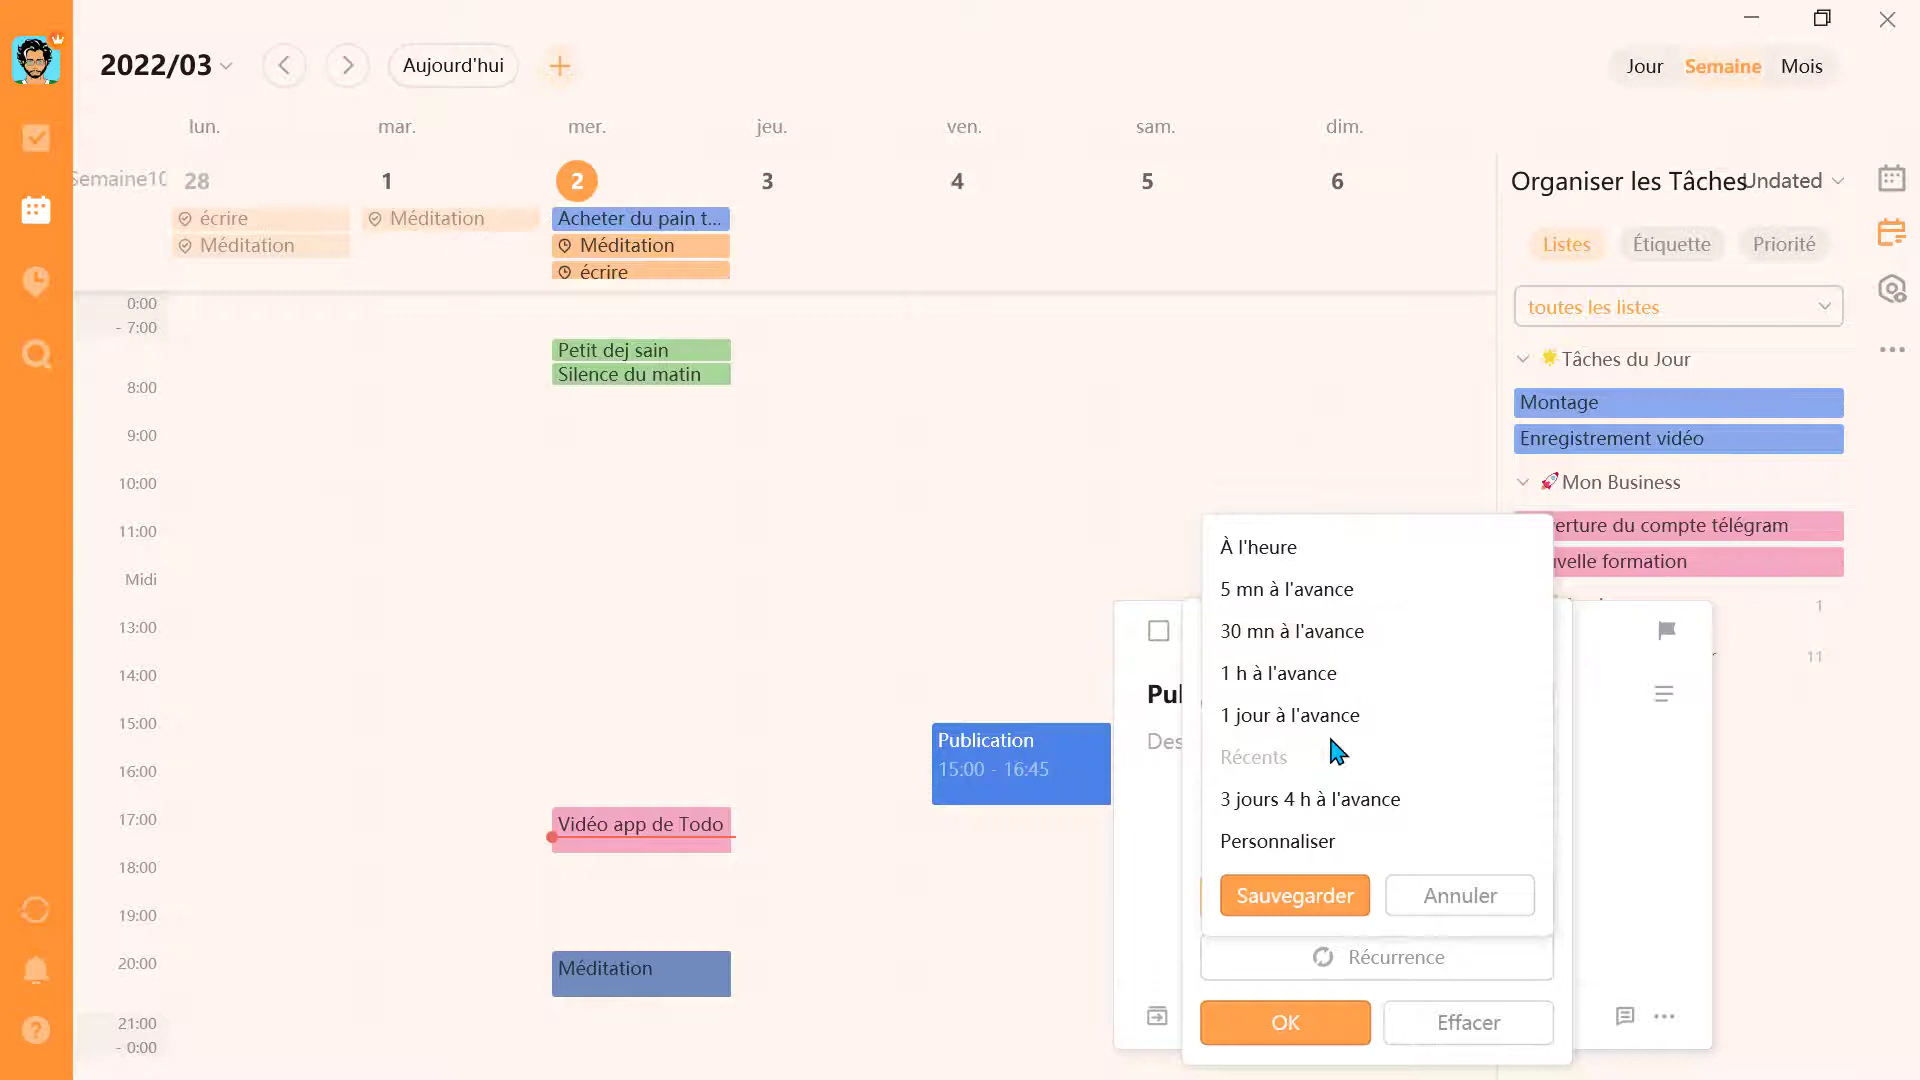 2022/03
Aujourd'hui
Jour Semaine Mois
lun. mar. mer. jeu. ven. sam. dim.
28 1 2 3 4 5 6
écrire
Méditation
Méditation
Acheter du pain t...
Méditation
écrire
0:00
- 7:00
8:00
9:00
10:00
11:00
Midi
13:00
14:00
15:00
16:00
17:00
18:00
19:00
20:00
21:00
- 0:00
Petit dej sain
Silence du matin
Vidéo app de Todo
Méditation
Publication
15:00 - 16:45
Organiser les Tâches
Undated
Listes Étiquette Priorité
toutes les listes
🌟Tâches du Jour
Montage
Enregistrement vidéo
🚀Mon Business
erture du compte télégram
velle formation
1
11
Pul
Des
À l'heure
5 mn à l'avance
30 mn à l'avance
1 h à l'avance
1 jour à l'avance
Récents
3 jours 4 h à l'avance
Personnaliser
Sauvegarder Annuler
Récurrence
OK Effacer